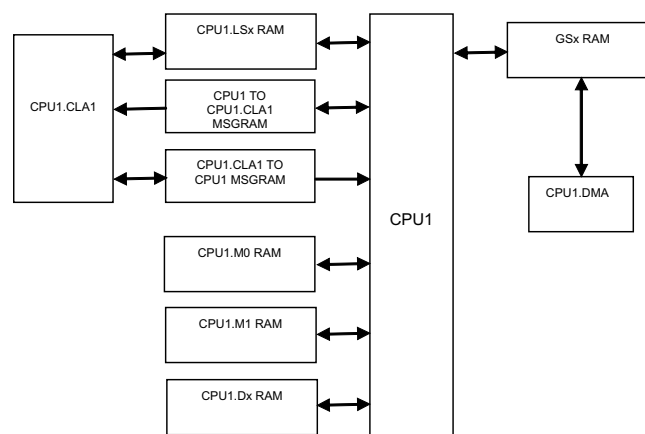 CPU1.LSx RAM
GSx RAM
CPU1.CLA1
CPU1 TO
CPU1.CLA1
MSGRAM
CPU1.CLA1 TO
CPU1 MSGRAM
CPU1.DMA
CPU1
CPU1.M0 RAM
CPU1.M1 RAM
CPU1.Dx RAM